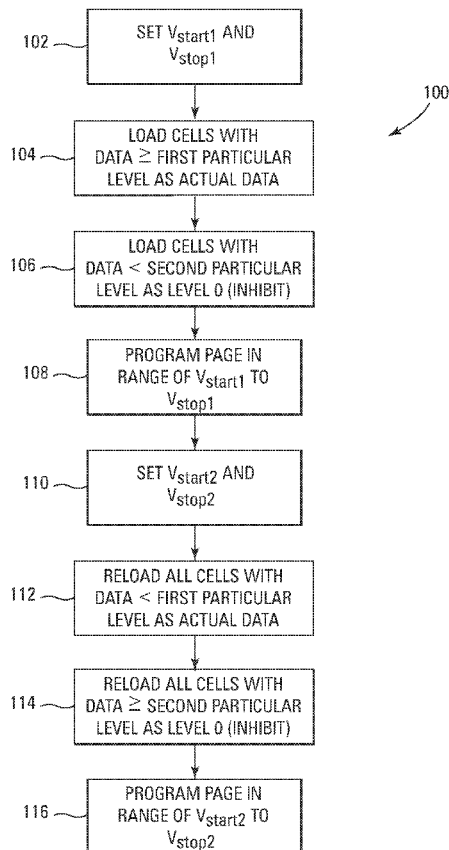 102
SET Vstart1 AND
Vstop1
100
104
LOAD CELLS WITH
DATA ≥ FIRST PARTICULAR
LEVEL AS ACTUAL DATA
106
LOAD CELLS WITH
DATA < SECOND PARTICULAR
LEVEL AS LEVEL 0 (INHIBIT)
108
PROGRAM PAGE IN
RANGE OF Vstart1 TO
Vstop1
110
SET Vstart2 AND
Vstop2
112
RELOAD ALL CELLS WITH
DATA < FIRST PARTICULAR
LEVEL AS ACTUAL DATA
114
RELOAD ALL CELLS WITH
DATA ≥ SECOND PARTICULAR
LEVEL AS LEVEL 0 (INHIBIT)
116
PROGRAM PAGE IN
RANGE OF Vstart2 TO
Vstop2